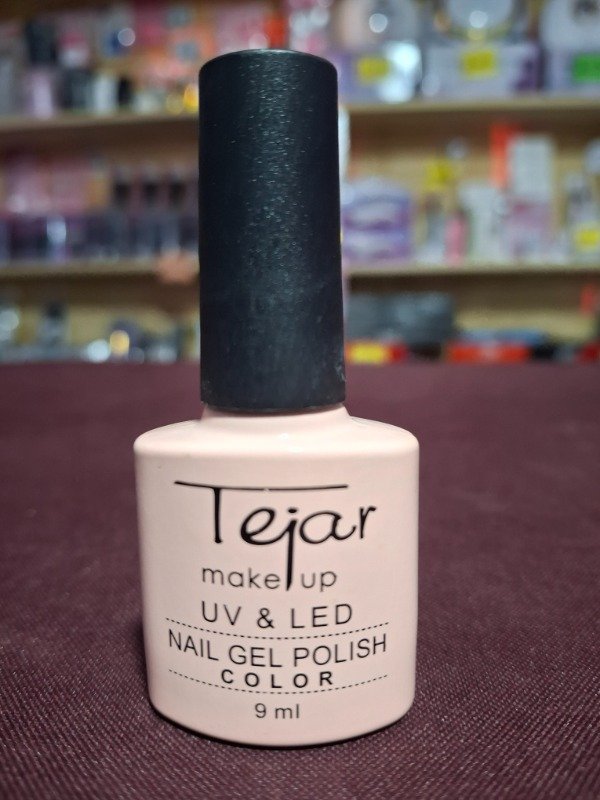 Tejar
make up
UV & LED
NAIL GEL POLISH
COLOR
9 ml